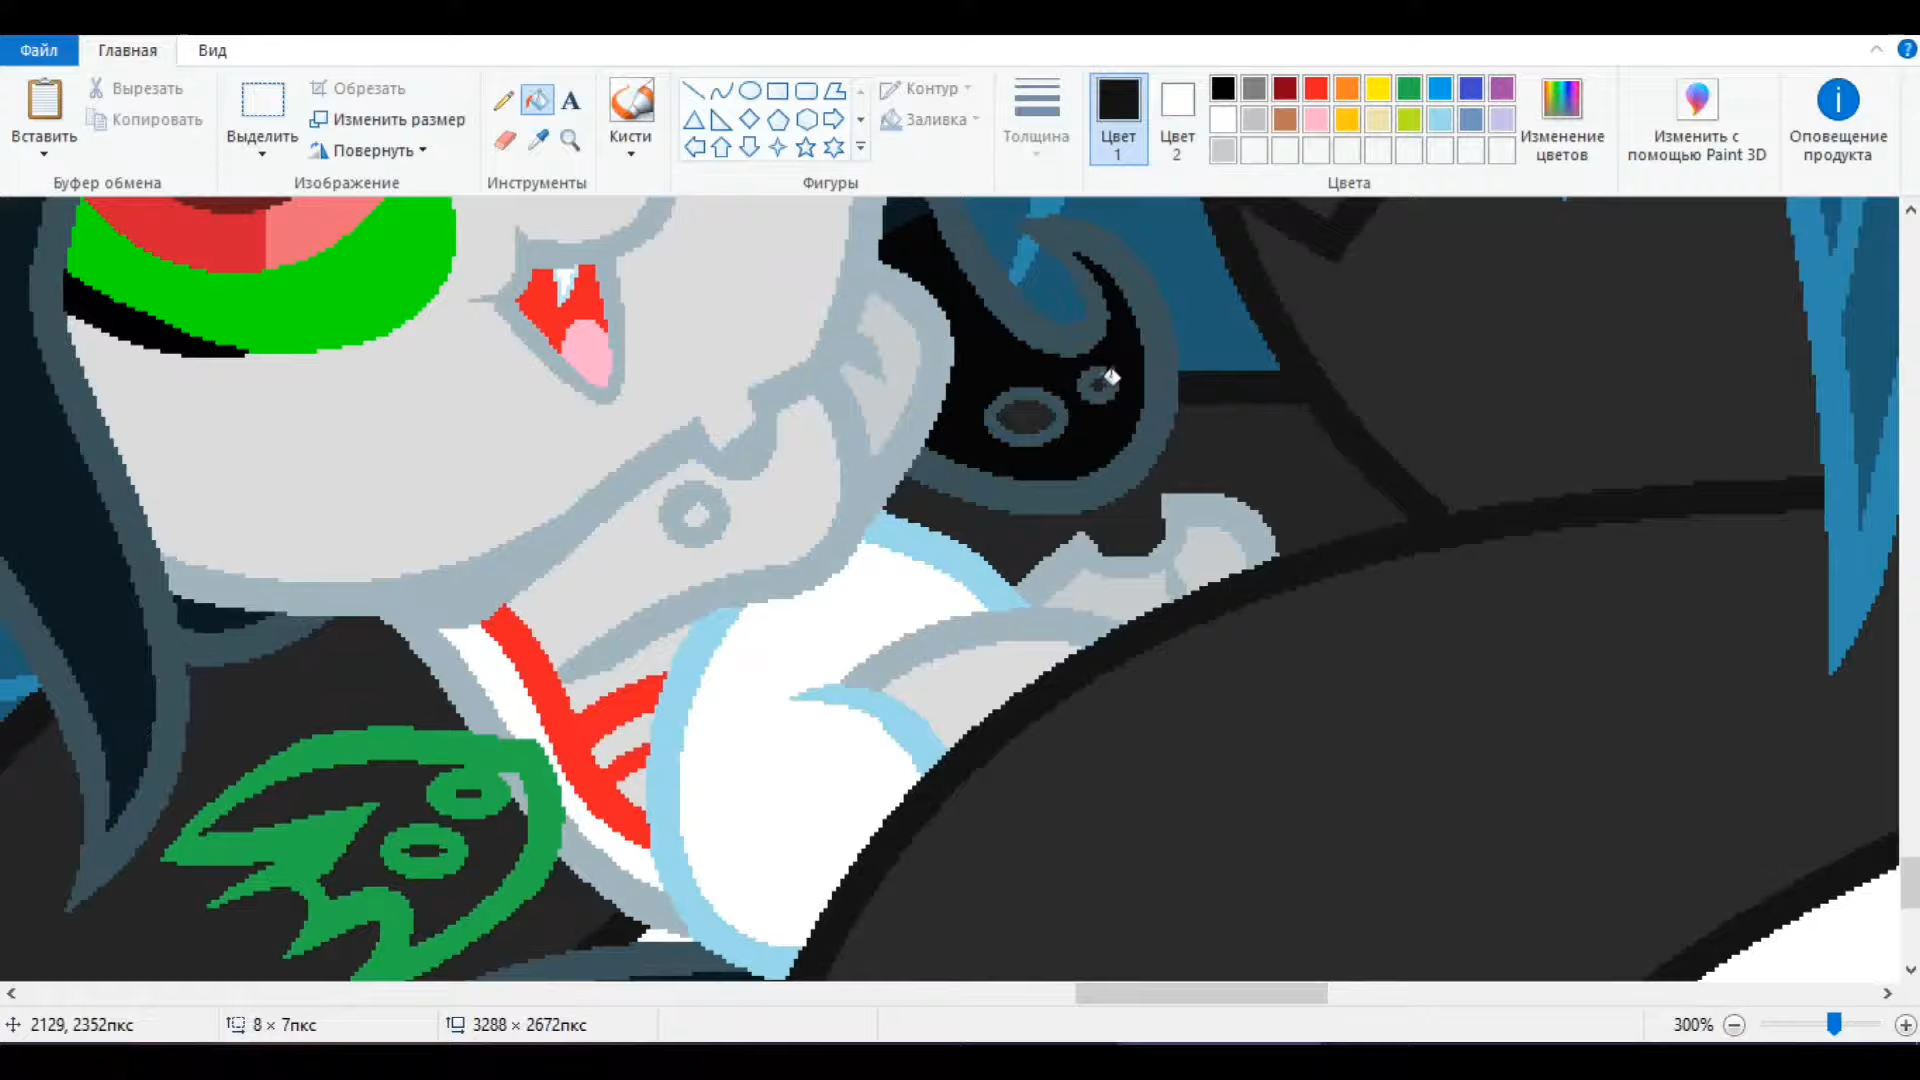 Файл Главная Вид
Вставить
Вырезать
Копировать
Буфер обмена
Выделить
Обрезать
Изменить размер
Повернуть
Изображение
A
Инструменты
Кисти
Контур
Заливка
Фигуры
Толщина
Цвет
1
Цвет
2
Изменение
цветов
Цвета
Изменить с
помощью Paint 3D
Оповещение
продукта
2129, 2352пкс 8 × 7пкс 3288 × 2672пкс 300%